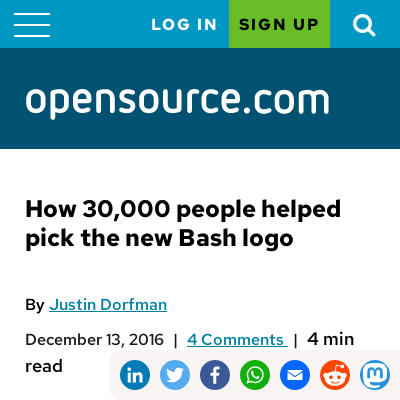 LOG IN SIGN UP
opensource.com
How 30,000 people helped
pick the new Bash logo
By Justin Dorfman
December 13, 2016 | 4 Comments | 4 min
read